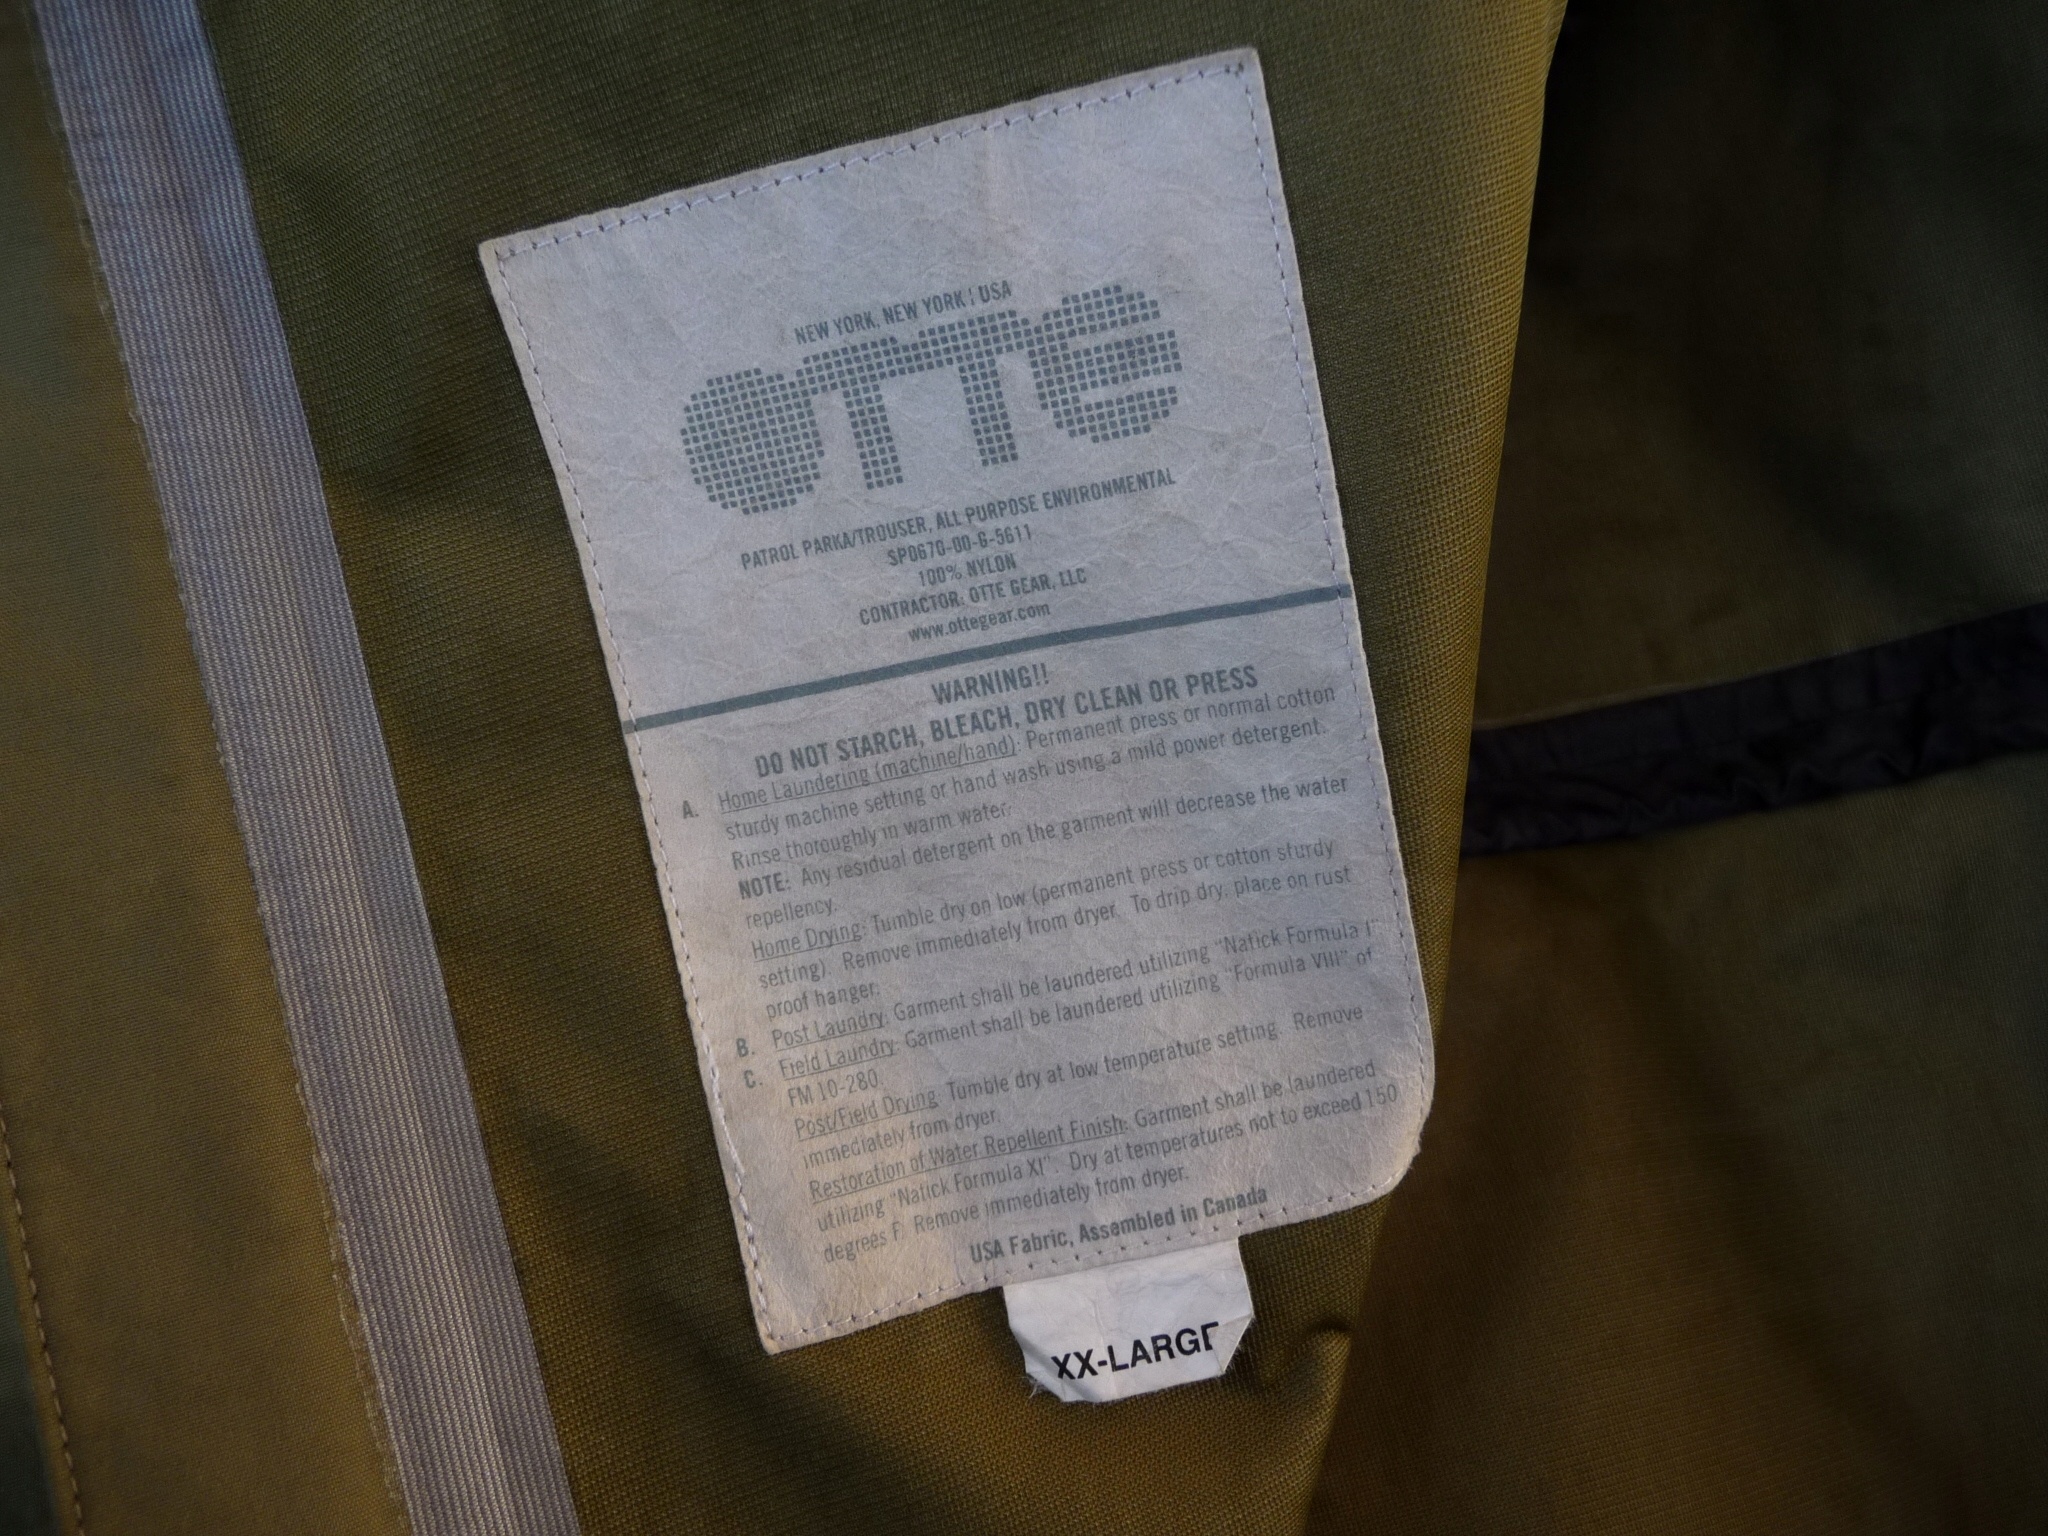 NEW YORK, NEW YORK ¦ USA
OTTE
PATROL PARKA/TROUSER, ALL PURPOSE ENVIRONMENTAL
SP0670-00-G-5611
100% NYLON
CONTRACTOR: OTTE GEAR, LLC
www.ottegear.com
WARNING!!
DO NOT STARCH, BLEACH, DRY CLEAN OR PRESS
A. Home Laundering (machine/hand): Permanent press or normal cotton
sturdy machine setting or hand wash using a mild power detergent.
Rinse thoroughly in warm water.
NOTE: Any residual detergent on the garment will decrease the water
repellency.
Home Drying: Tumble dry on low (permanent press or cotton sturdy
setting). Remove immediately from dryer. To drip dry, place on rust
proof hanger.
B. Post Laundry: Garment shall be laundered utilizing "Natick Formula I"
C. Field Laundry: Garment shall be laundered utilizing "Formula VIII" of
FM 10-280.
Post/Field Drying: Tumble dry at low temperature setting. Remove
immediately from dryer.
Restoration of Water Repellent Finish: Garment shall be laundered
utilizing "Natick Formula XI". Dry at temperatures not to exceed 150
degrees F. Remove immediately from dryer.
USA Fabric, Assembled in Canada
XX-LARGE